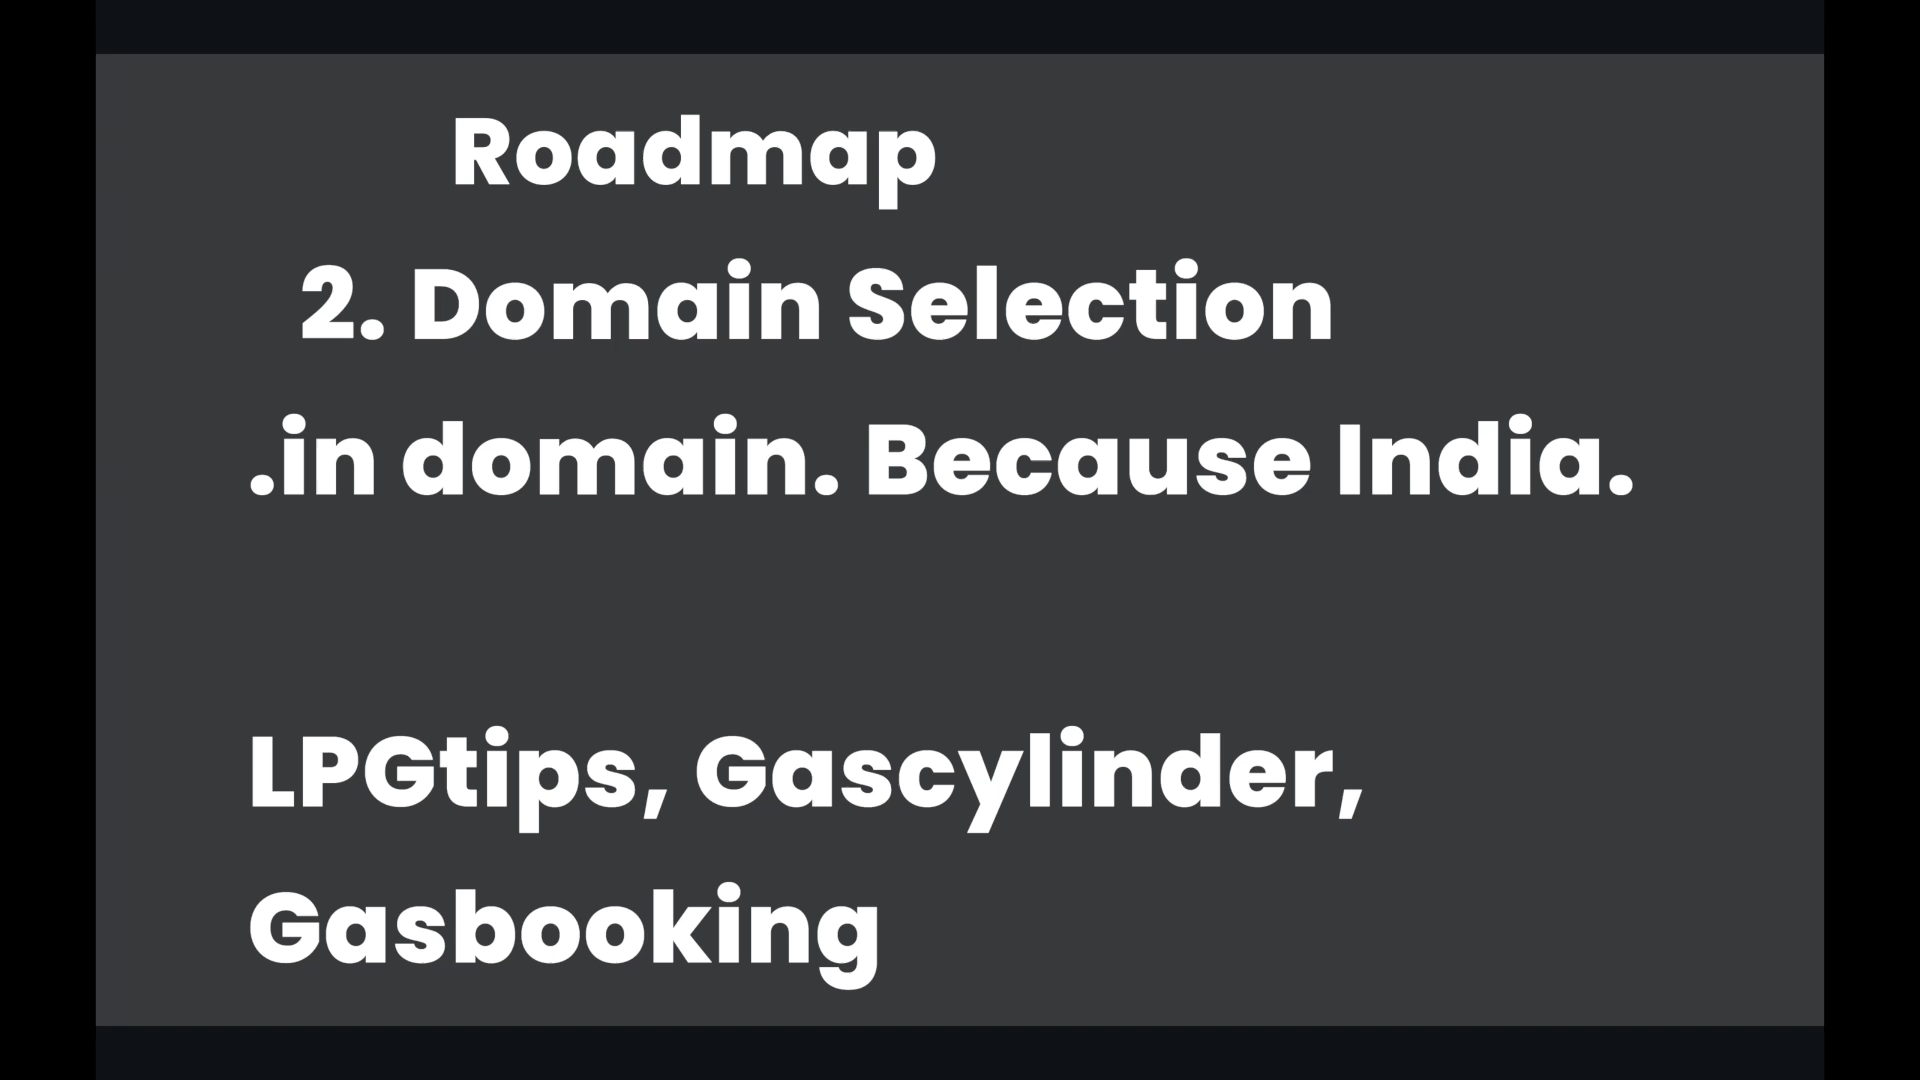 Roadmap
2. Domain Selection
.in domain. Because India.
LPGtips, Gascylinder,
Gasbooking